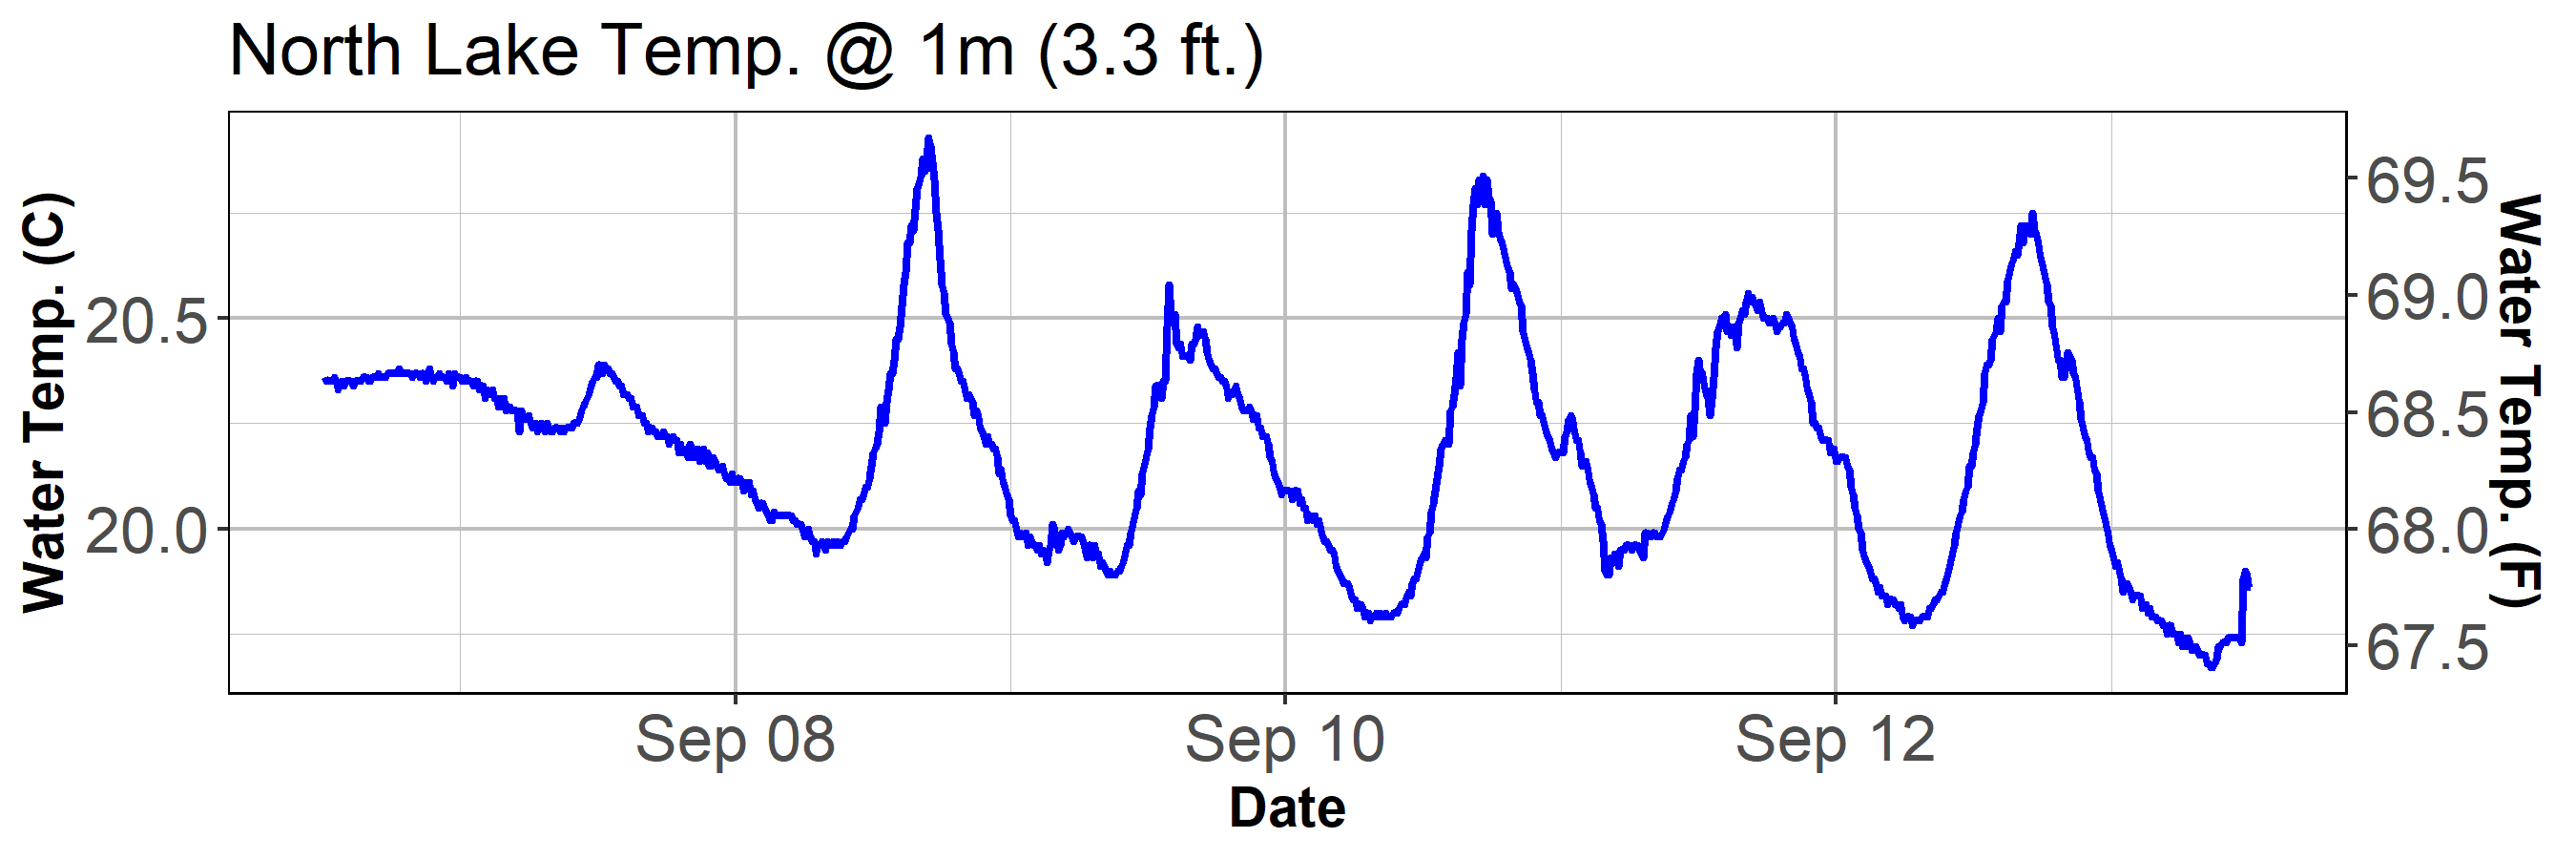 North Lake Temp. @ 1m (3.3 ft.)
Water Temp. (C)
20.5
20.0
69.5
69.0
68.5
68.0
67.5
Water Temp. (F)
Sep 08
Sep 10
Sep 12
Date